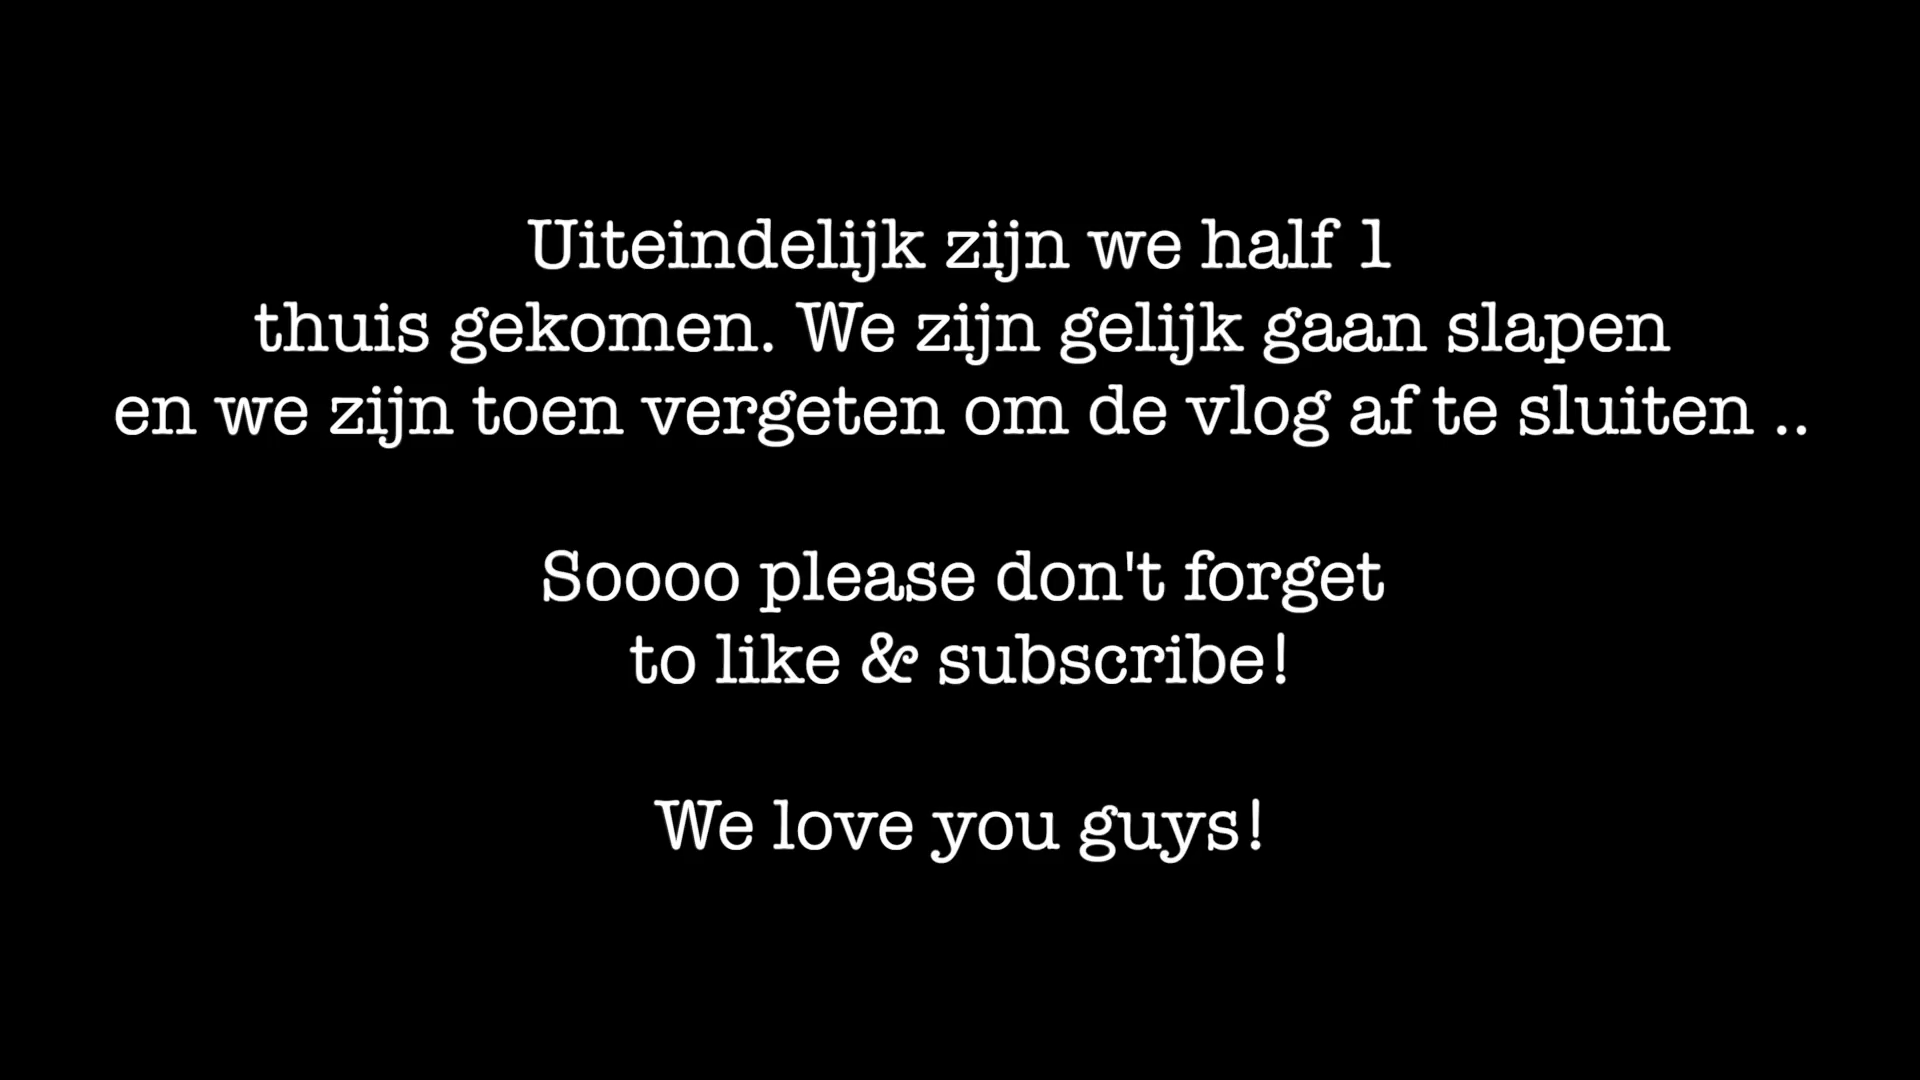 Uiteindelijk zijn we half 1
thuis gekomen. We zijn gelijk gaan slapen
en we zijn toen vergeten om de vlog af te sluiten ..
Soooo please don't forget
to like & subscribe!
We love you guys!